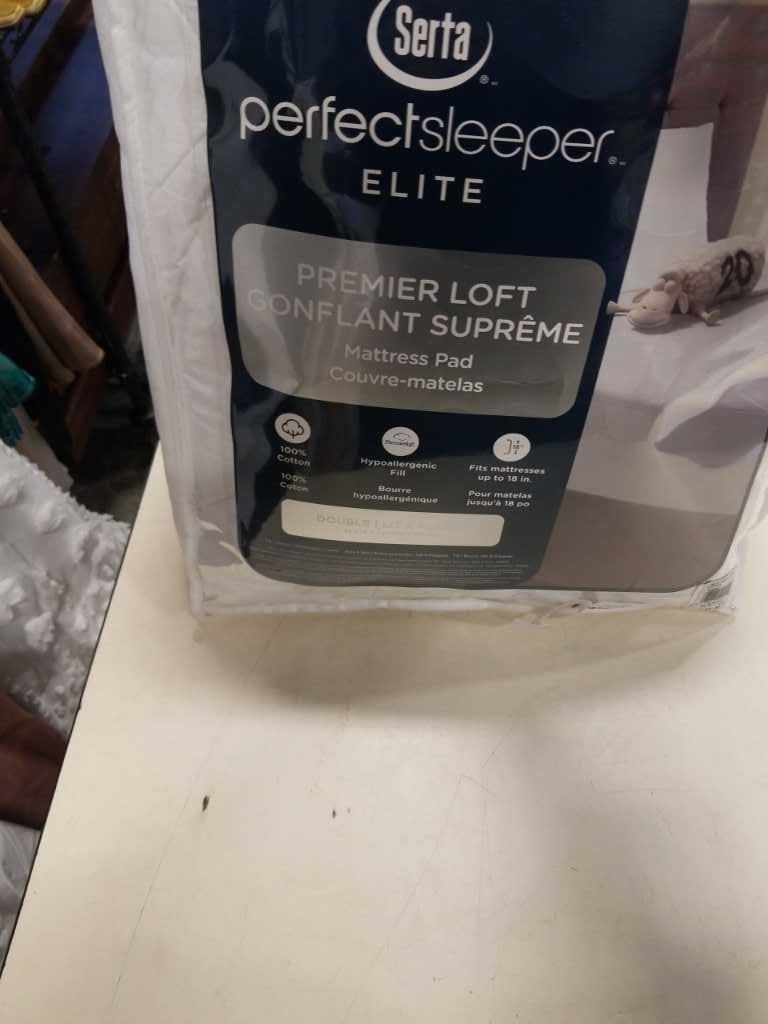 Serta
perfectsleeper
ELITE
PREMIER LOFT
GONFLANT SUPRÊME
Mattress Pad
Couvre-matelas
100%
Cotton
100%
Coton
Hypoallergenic
Fill
Bourre
hypoallergénique
Fits mattresses
up to 18 in.
Pour matelas
jusqu'à 18 po
DOUBLE
20